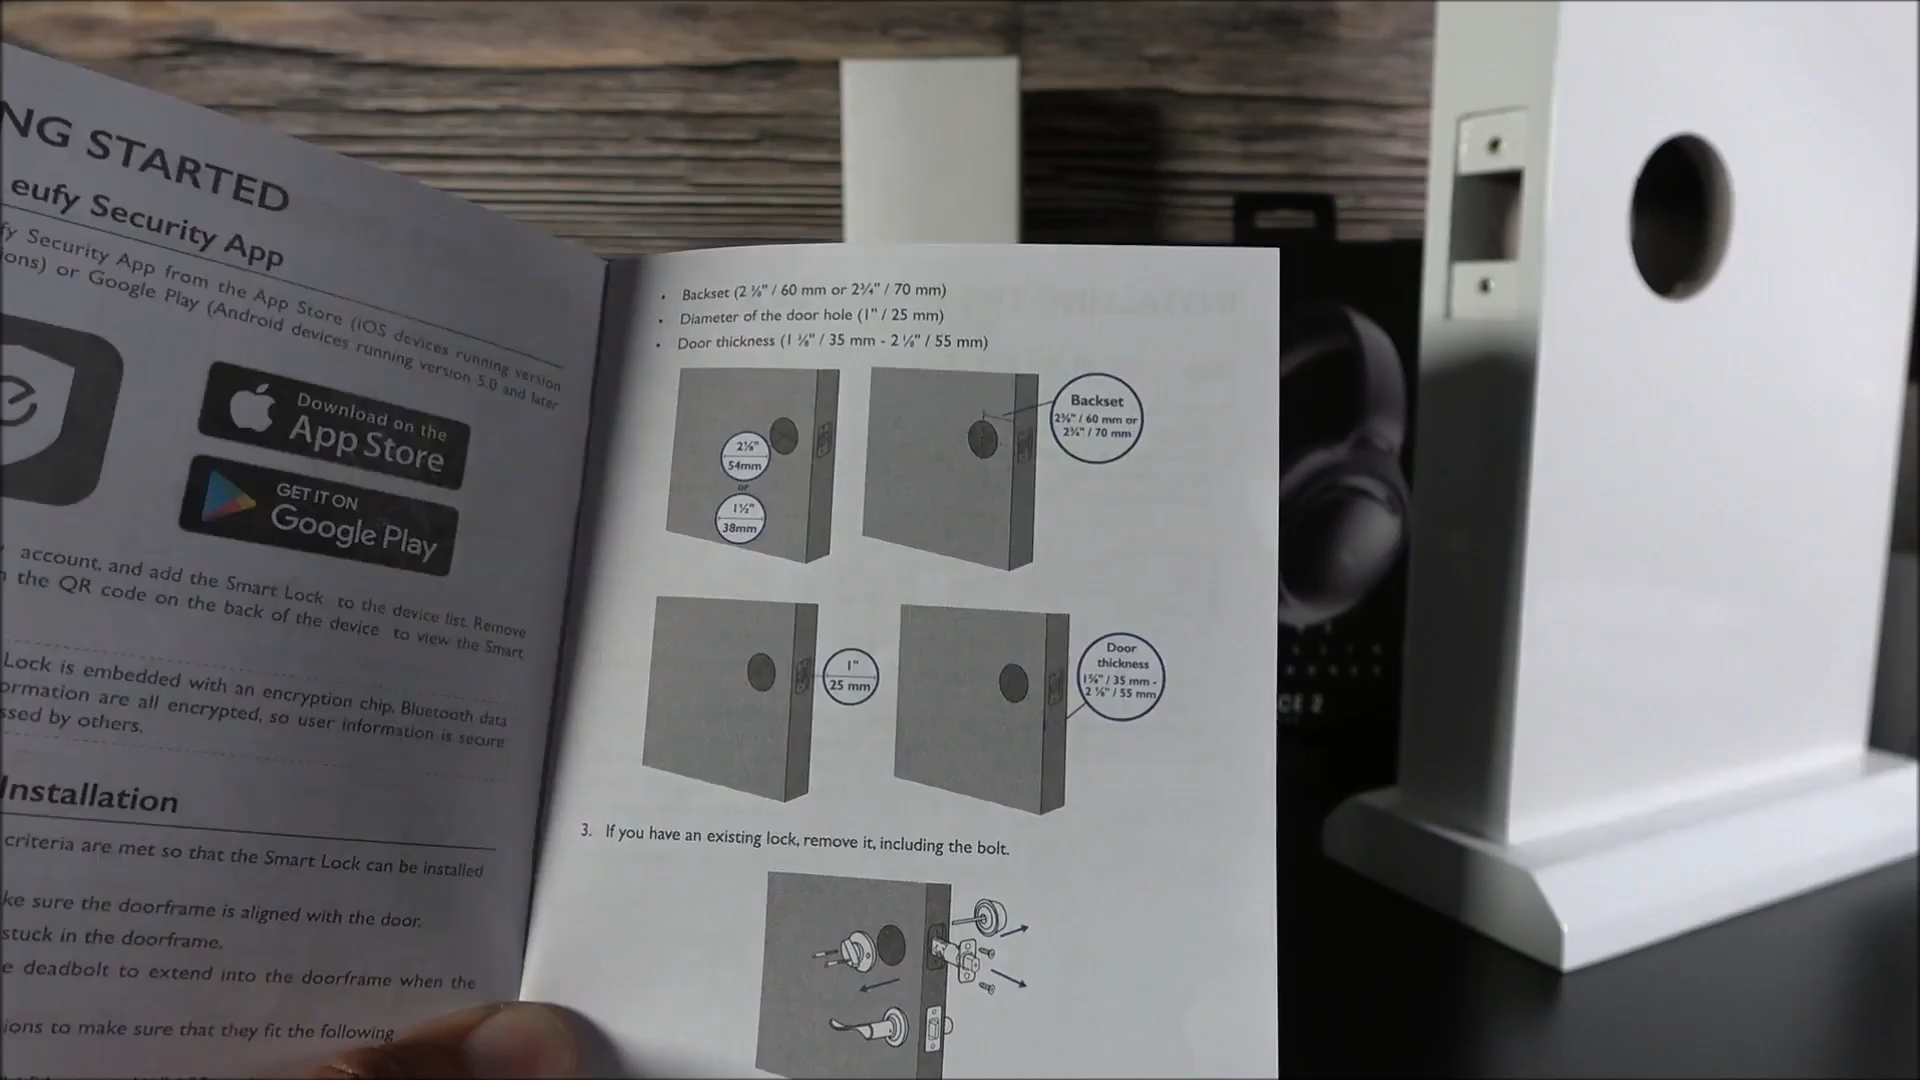 NG STARTED
eufy Security App
fy Security App from the App Store (iOS devices running version
ions) or Google Play (Android devices running version 5.0 and later
Download on the
App Store
GET IT ON
Google Play
account, and add the Smart Lock to the device list. Remove
the QR code on the back of the device to view the Smart
Lock is embedded with an encryption chip. Bluetooth data
ormation are all encrypted, so user information is secure
ssed by others.
Installation
criteria are met so that the Smart Lock can be installed
ke sure the doorframe is aligned with the door.
stuck in the doorframe.
e deadbolt to extend into the doorframe when the
ions to make sure that they fit the following
• Backset (2 ⅜" / 60 mm or 2¾" / 70 mm)
• Diameter of the door hole (1" / 25 mm)
• Door thickness (1 ⅜" / 35 mm - 2 ⅛" / 55 mm)
2⅛"
54mm
or
1½"
38mm
Backset
2⅜" / 60 mm or
2¾" / 70 mm
1"
25 mm
Door
thickness
1⅜" / 35 mm -
2 ⅛" / 55 mm
3. If you have an existing lock, remove it, including the bolt.
CE 2